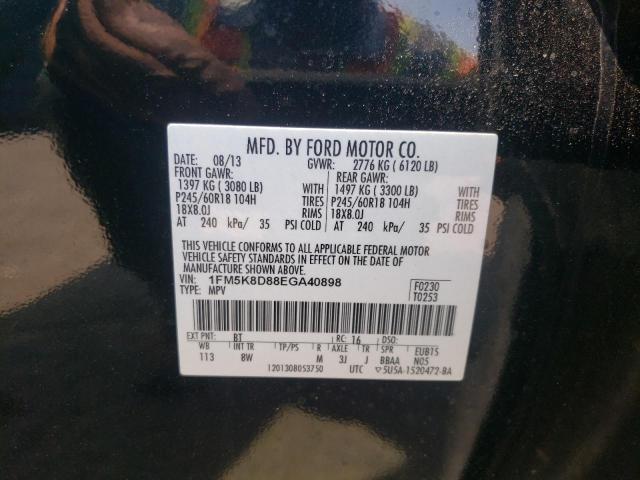 MFD. BY FORD MOTOR CO.
DATE: 08/13 GVWR: 2776 KG ( 6120 LB)
FRONT GAWR: REAR GAWR:
1397 KG ( 3080 LB) WITH 1497 KG ( 3300 LB) WITH
P245/60R18 104H TIRES P245/60R18 104H TIRES
18X8.0J RIMS 18X8.0J RIMS
AT 240 kPa/ 35 PSI COLD AT 240 kPa/ 35 PSI COLD
THIS VEHICLE CONFORMS TO ALL APPLICABLE FEDERAL MOTOR
VEHICLE SAFETY STANDARDS IN EFFECT ON THE DATE OF
MANUFACTURE SHOWN ABOVE.
VIN: 1FM5K8D88EGA40898 F0230
TYPE: MPV T0253
EXT PNT: BT RC: 16 DSO:
WB INT TR TP/PS R AXLE TR SPR EUB15
113 8W M 3J J BBAA N05
1201308053750 UTC ▽5U5A-1520472-BA